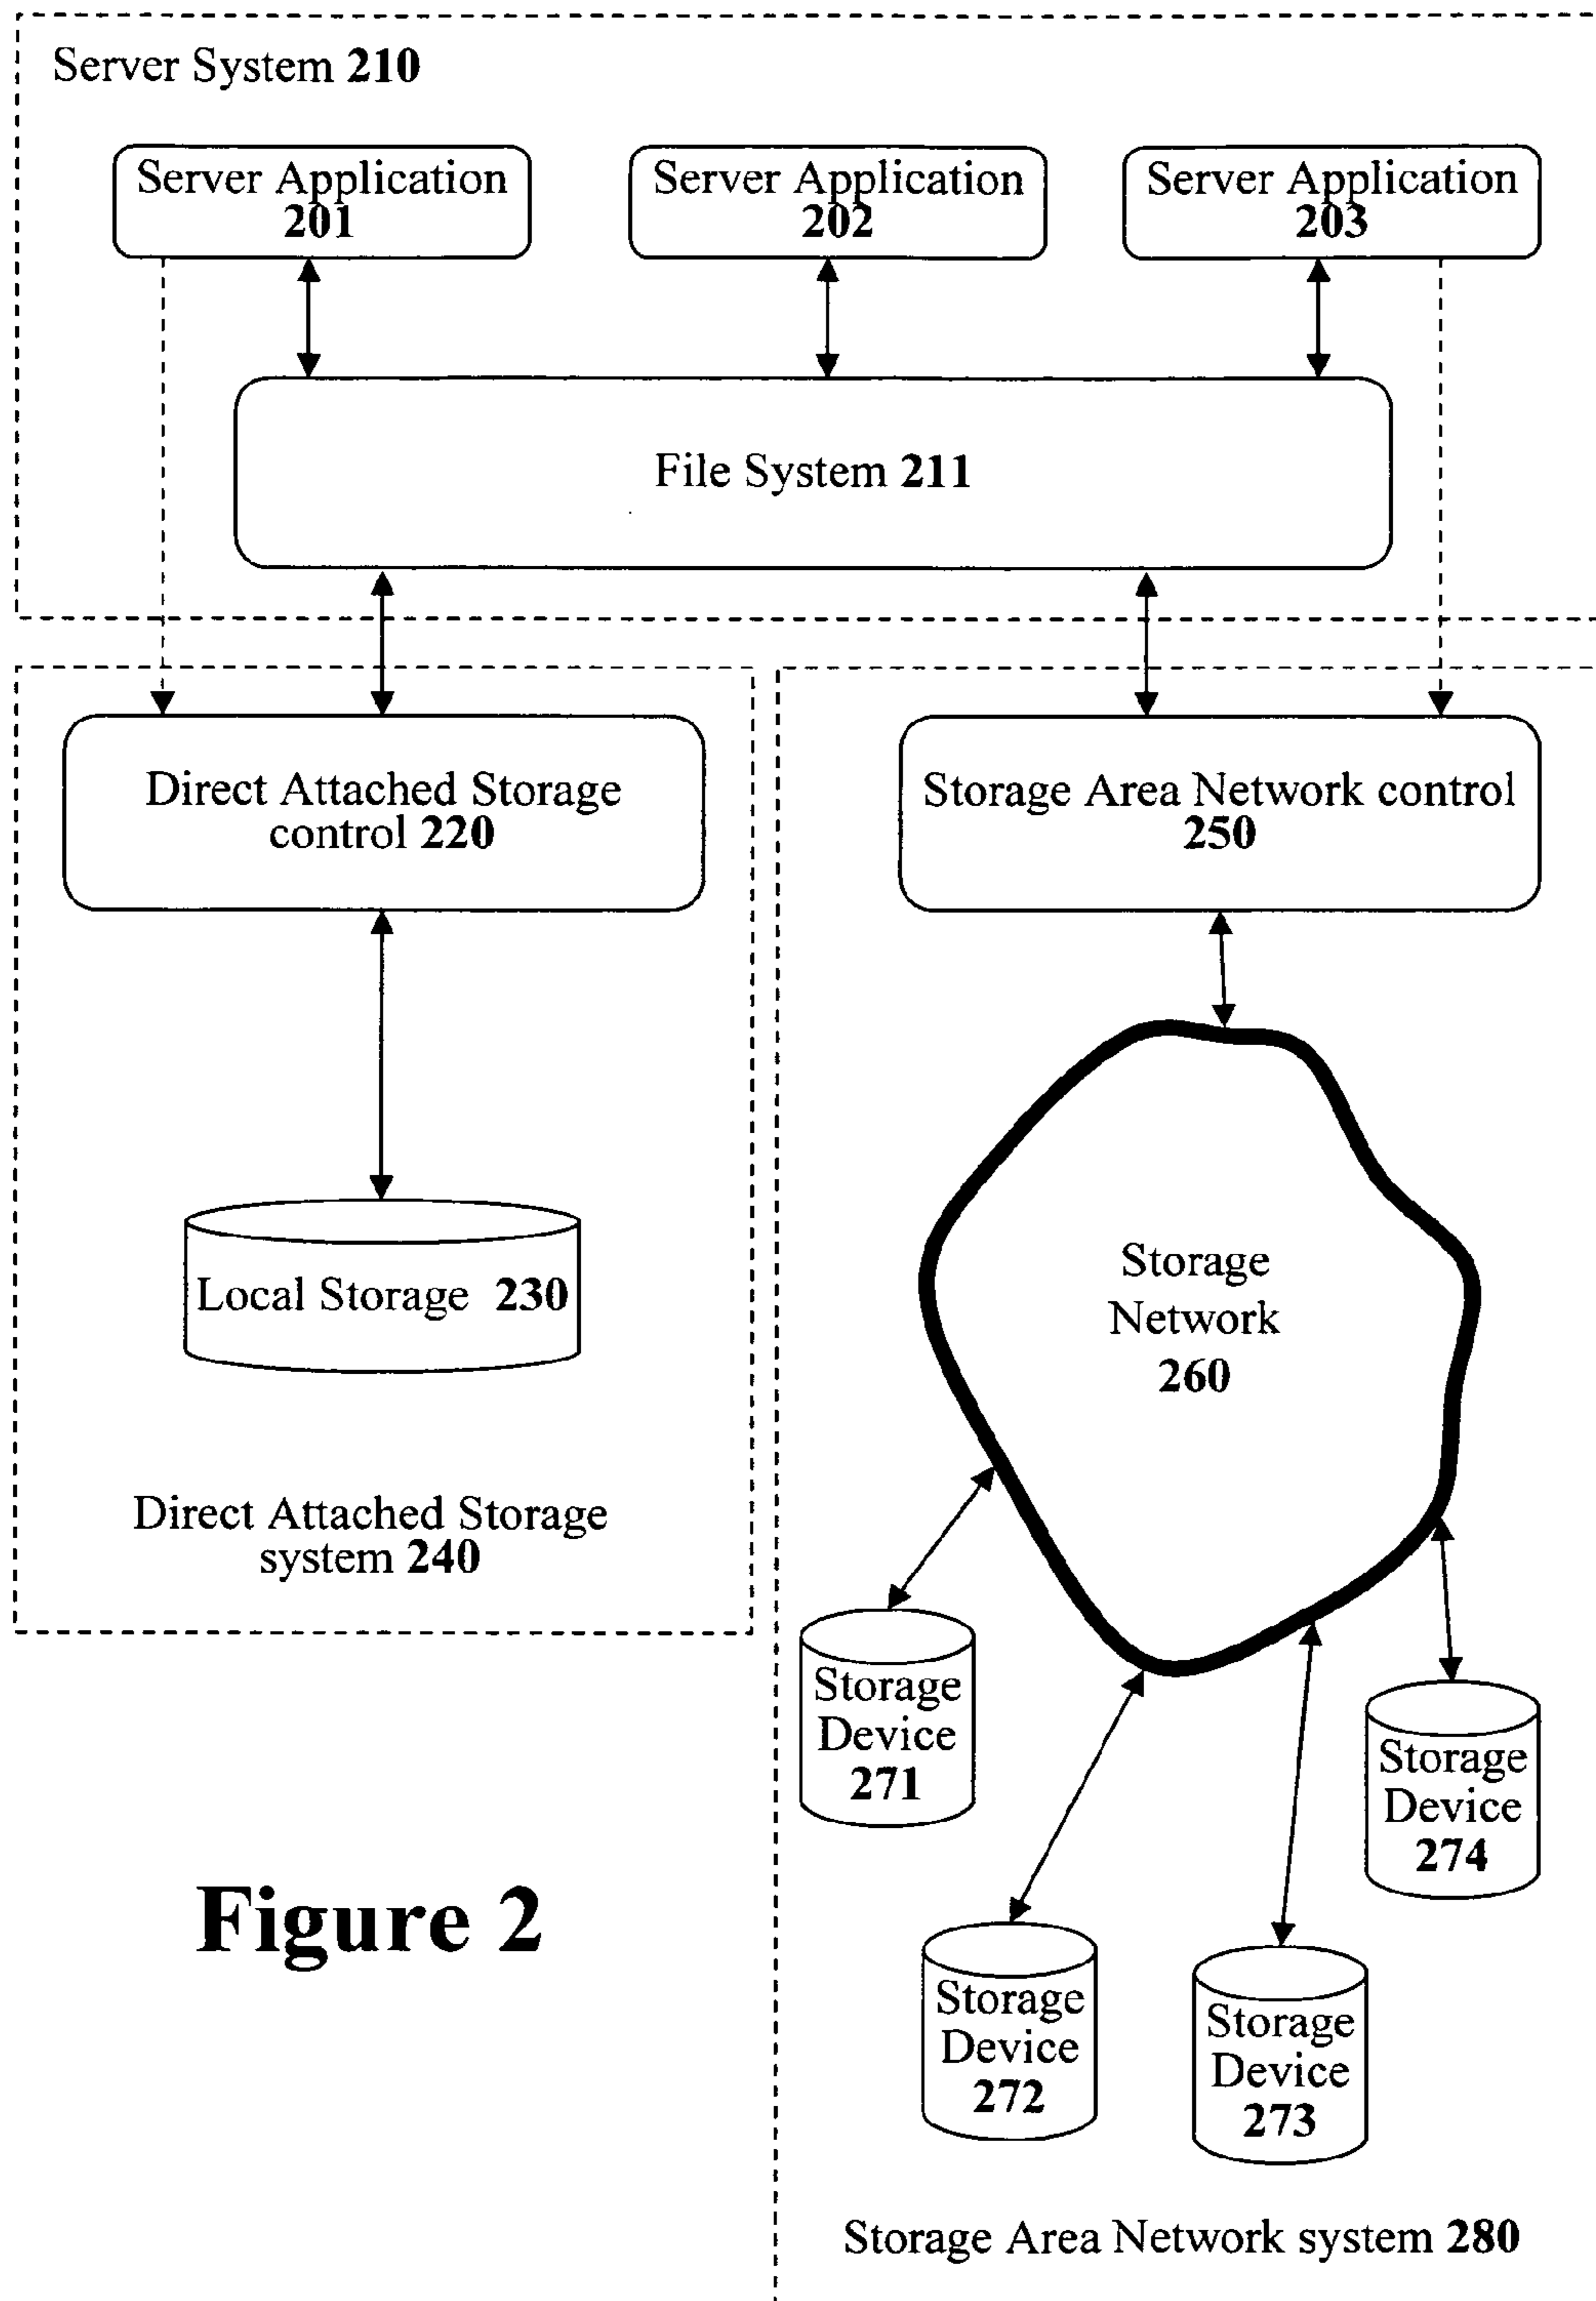 Server System 210
Server Application
201
Server Application
202
Server Application
203
File System 211
Direct Attached Storage
control 220
Storage Area Network control
250
Local Storage 230
Storage
Network
260
Direct Attached Storage
system 240
Storage
Device
271
Storage
Device
274
Figure 2
Storage
Device
272
Storage
Device
273
Storage Area Network system 280